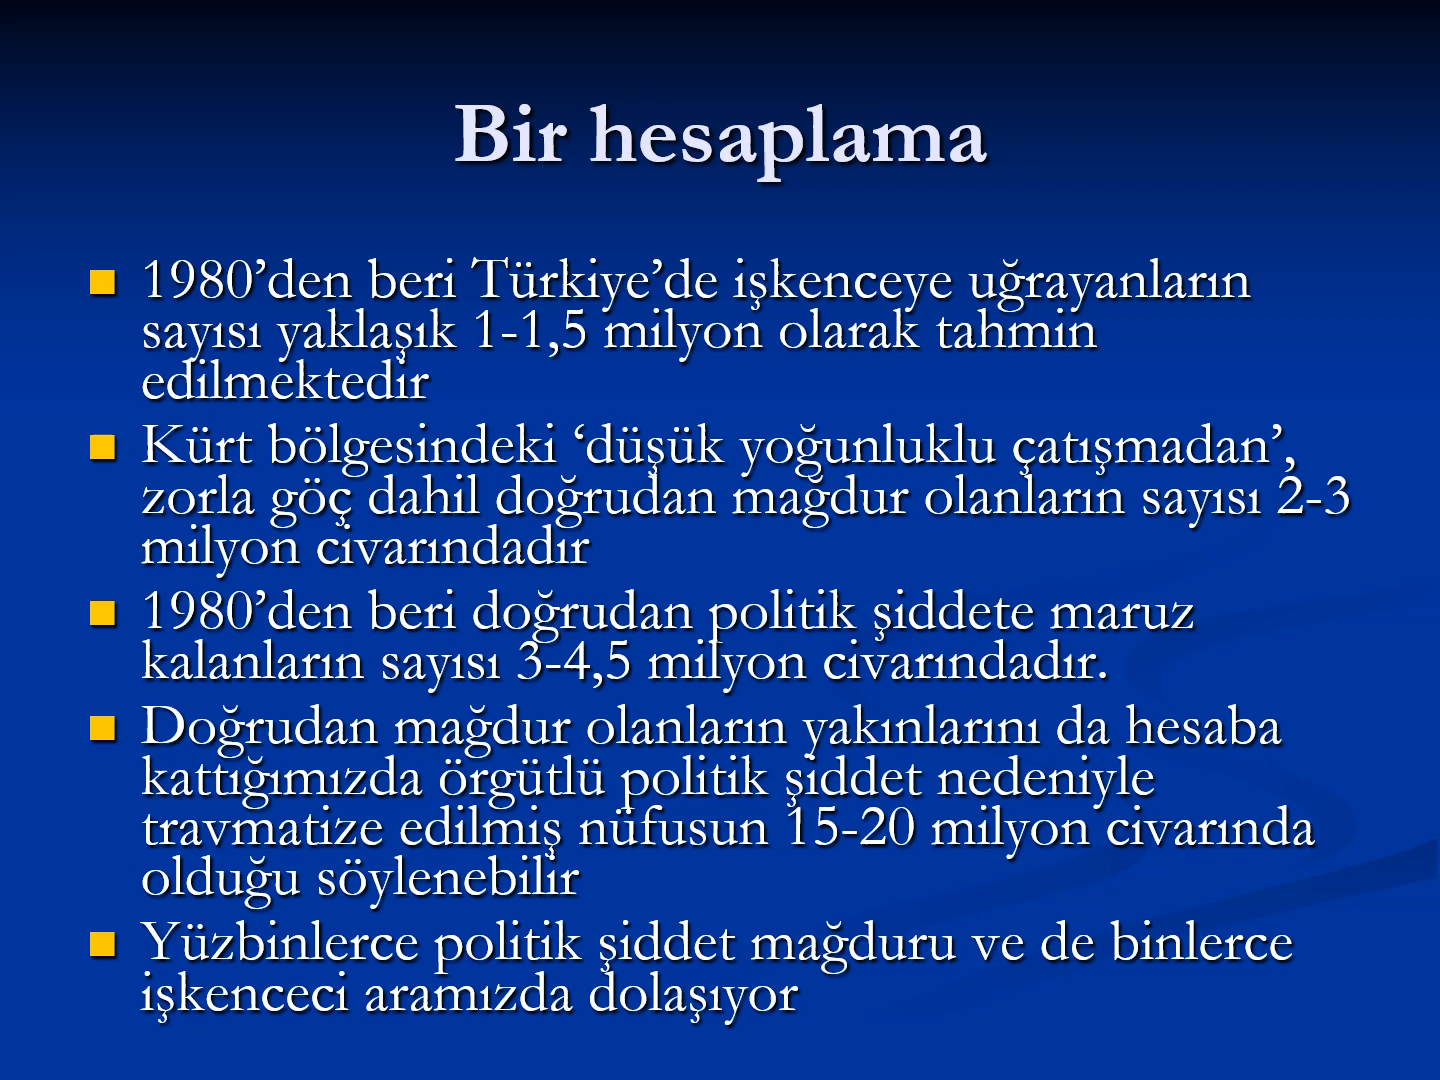 Bir hesaplama
1980’den beri Türkiye’de işkenceye uğrayanların
sayısı yaklaşık 1-1,5 milyon olarak tahmin
edilmektedir
Kürt bölgesindeki ‘düşük yoğunluklu çatışmadan’,
zorla göç dahil doğrudan mağdur olanların sayısı 2-3
milyon civarındadır
1980’den beri doğrudan politik şiddete maruz
kalanların sayısı 3-4,5 milyon civarındadır.
Doğrudan mağdur olanların yakınlarını da hesaba
kattığımızda örgütlü politik şiddet nedeniyle
travmatize edilmiş nüfusun 15-20 milyon civarında
olduğu söylenebilir
Yüzbinlerce politik şiddet mağduru ve de binlerce
işkenceci aramızda dolaşıyor